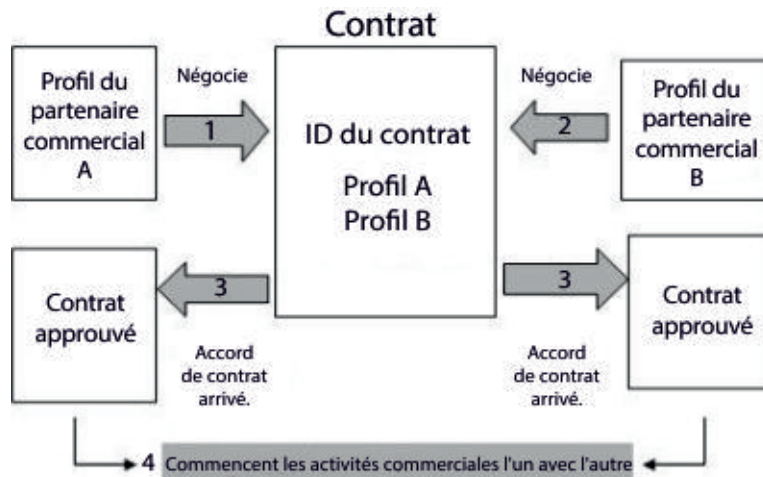 Contrat
Profil du
partenaire
commercial
A
Négocie
1
ID du contrat
Profil A
Profil B
Négocie
2
Profil du
partenaire
commercial
B
Contrat
approuvé
3
Accord
de contrat
arrivé.
3
Accord
de contrat
arrivé.
Contrat
approuvé
4 Commencent les activités commerciales l'un avec l'autre